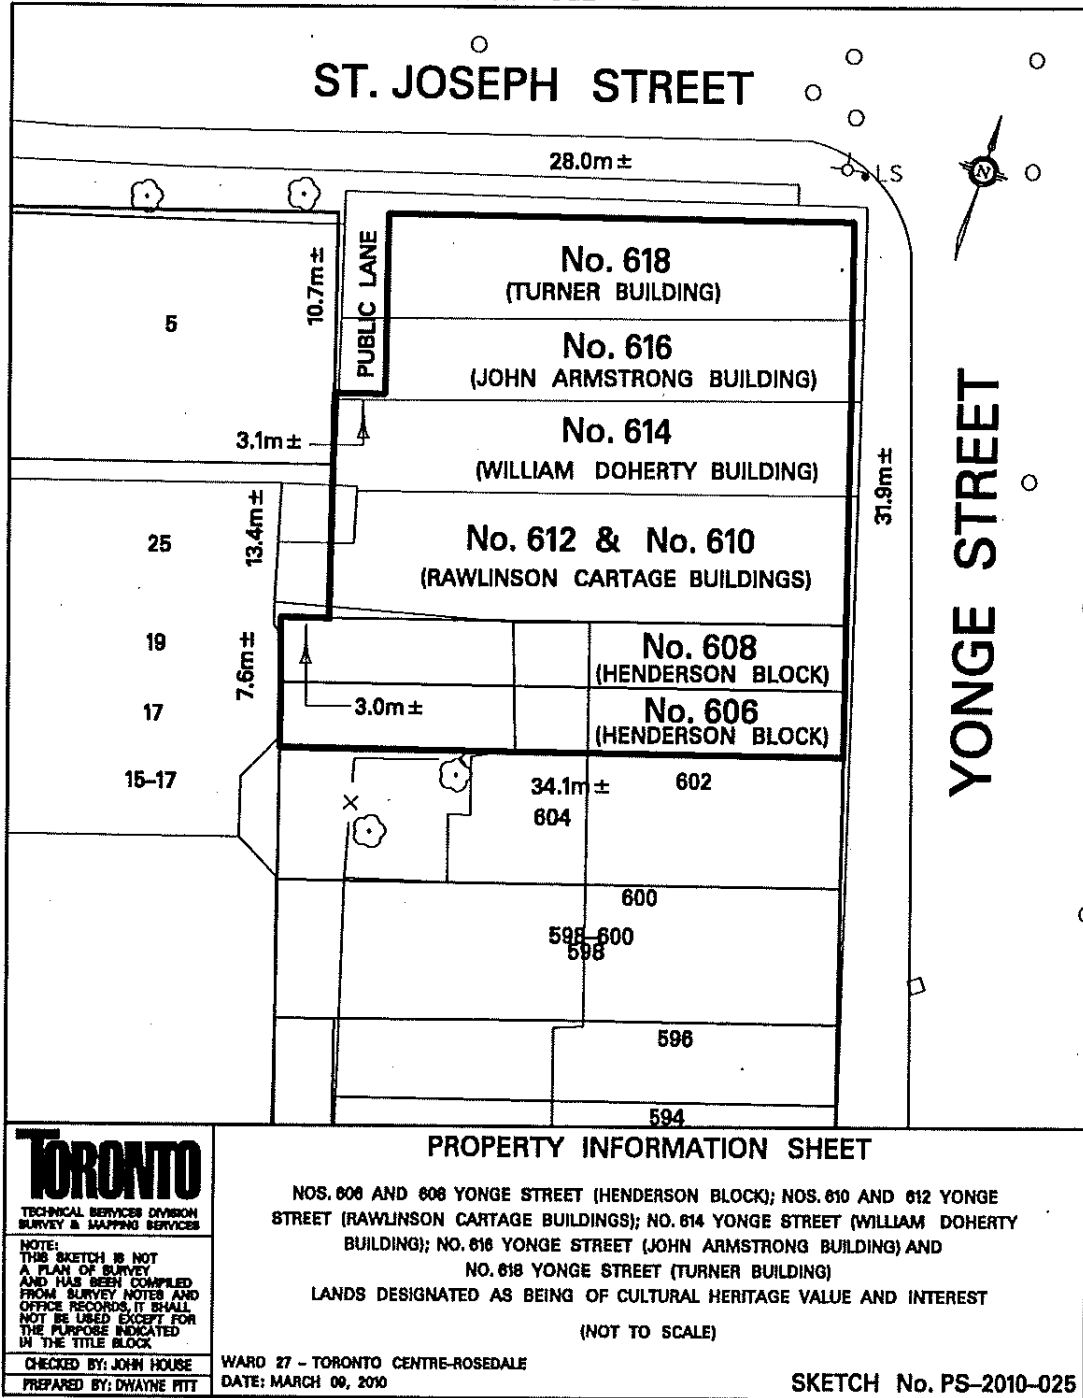 ST. JOSEPH STREET
28.0m±
LS
N
PUBLIC LANE
10.7m±
No. 618
(TURNER BUILDING)
5
No. 616
(JOHN ARMSTRONG BUILDING)
No. 614
3.1m±
(WILLIAM DOHERTY BUILDING)
31.9m±
YONGE STREET
13.4m±
25
No. 612 & No. 610
(RAWLINSON CARTAGE BUILDINGS)
19
7.6m±
No. 608
(HENDERSON BLOCK)
17
3.0m±
No. 606
(HENDERSON BLOCK)
15-17
34.1m±
602
604
600
598-600
598
596
594
TORONTO
TECHNICAL SERVICES DIVISION
SURVEY & MAPPING SERVICES
NOTE:
THIS SKETCH IS NOT
A PLAN OF SURVEY
AND HAS BEEN COMPILED
FROM SURVEY NOTES AND
OFFICE RECORDS, IT SHALL
NOT BE USED EXCEPT FOR
THE PURPOSE INDICATED
IN THE TITLE BLOCK
CHECKED BY: JOHN HOUSE
PREPARED BY: DWAYNE PITT
PROPERTY INFORMATION SHEET
NOS. 606 AND 608 YONGE STREET (HENDERSON BLOCK); NOS. 610 AND 612 YONGE
STREET (RAWLINSON CARTAGE BUILDINGS); NO. 614 YONGE STREET (WILLIAM DOHERTY
BUILDING); NO. 616 YONGE STREET (JOHN ARMSTRONG BUILDING) AND
NO. 618 YONGE STREET (TURNER BUILDING)
LANDS DESIGNATED AS BEING OF CULTURAL HERITAGE VALUE AND INTEREST
(NOT TO SCALE)
WARD 27 - TORONTO CENTRE-ROSEDALE
DATE: MARCH 09, 2010
SKETCH No. PS-2010-025